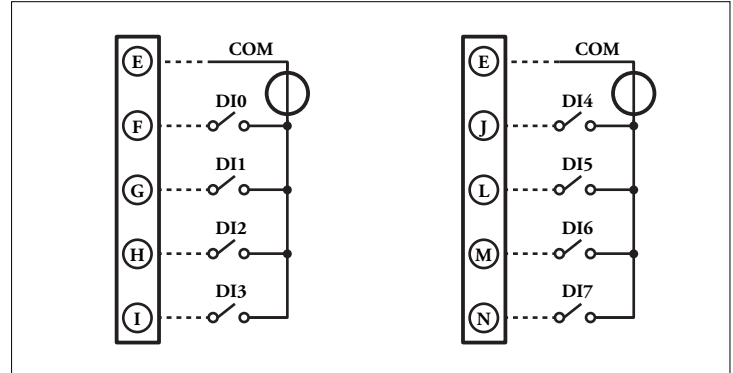 E COM
F DI0
G DI1
H DI2
I DI3
E COM
J DI4
L DI5
M DI6
N DI7